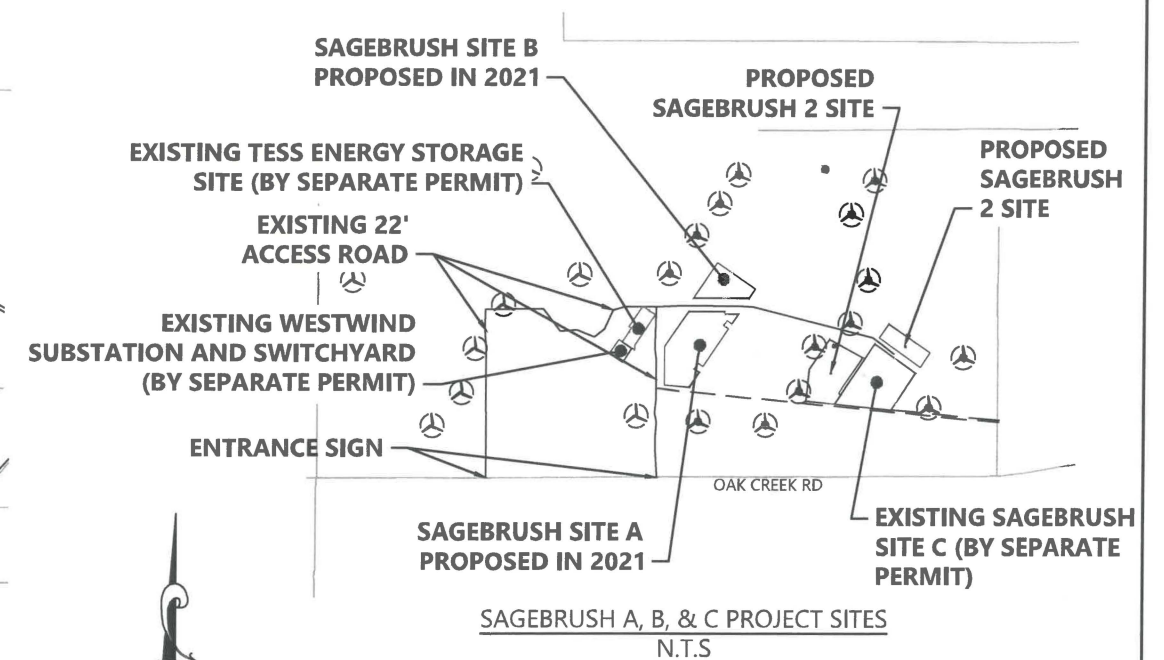 SAGEBRUSH SITE B
PROPOSED IN 2021
PROPOSED
SAGEBRUSH 2 SITE
EXISTING TESS ENERGY STORAGE
SITE (BY SEPARATE PERMIT)
PROPOSED
SAGEBRUSH
2 SITE
EXISTING 22'
ACCESS ROAD
EXISTING WESTWIND
SUBSTATION AND SWITCHYARD
(BY SEPARATE PERMIT)
ENTRANCE SIGN
OAK CREEK RD
SAGEBRUSH SITE A
PROPOSED IN 2021
EXISTING SAGEBRUSH
SITE C (BY SEPARATE
PERMIT)
SAGEBRUSH A, B, & C PROJECT SITES
N.T.S